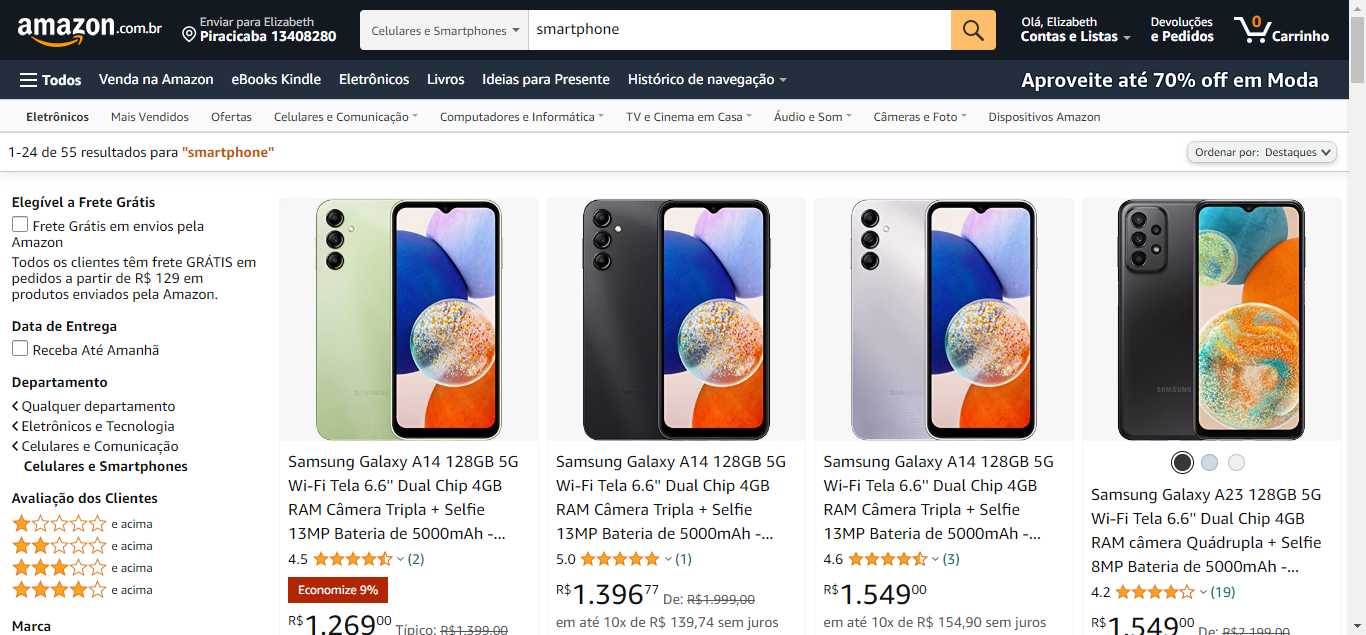 amazon.com.br
Enviar para Elizabeth
Piracicaba 13408280
Celulares e Smartphones
smartphone
Olá, Elizabeth
Contas e Listas
Devoluções
e Pedidos
0
Carrinho
Todos
Venda na Amazon
eBooks Kindle
Eletrônicos
Livros
Ideias para Presente
Histórico de navegação
Aproveite até 70% off em Moda
Eletrônicos
Mais Vendidos
Ofertas
Celulares e Comunicação
Computadores e Informática
TV e Cinema em Casa
Áudio e Som
Câmeras e Foto
Dispositivos Amazon
1-24 de 55 resultados para "smartphone"
Ordenar por: Destaques
Elegível a Frete Grátis
Frete Grátis em envios pela
Amazon
Todos os clientes têm frete GRÁTIS em
pedidos a partir de R$ 129 em
produtos enviados pela Amazon.
Data de Entrega
Receba Até Amanhã
Departamento
Qualquer departamento
Eletrônicos e Tecnologia
Celulares e Comunicação
Celulares e Smartphones
Avaliação dos Clientes
e acima
e acima
e acima
e acima
Marca
SAMSUNG
Samsung Galaxy A14 128GB 5G
Wi-Fi Tela 6.6" Dual Chip 4GB
RAM Câmera Tripla + Selfie
13MP Bateria de 5000mAh -...
4.5 (2)
Economize 9%
R$ 1.26900 Típico: R$1.399,00
SAMSUNG
Samsung Galaxy A14 128GB 5G
Wi-Fi Tela 6.6" Dual Chip 4GB
RAM Câmera Tripla + Selfie
13MP Bateria de 5000mAh -...
5.0 (1)
R$ 1.39677 De: R$1.999,00
em até 10x de R$ 139,74 sem juros
SAMSUNG
Samsung Galaxy A14 128GB 5G
Wi-Fi Tela 6.6" Dual Chip 4GB
RAM Câmera Tripla + Selfie
13MP Bateria de 5000mAh -...
4.6 (3)
R$ 1.54900
em até 10x de R$ 154,90 sem juros
SAMSUNG
Samsung Galaxy A23 128GB 5G
Wi-Fi Tela 6.6" Dual Chip 4GB
RAM câmera Quádrupla + Selfie
8MP Bateria de 5000mAh -...
4.2 (19)
R$ 1.54900 De: R$2.199,00